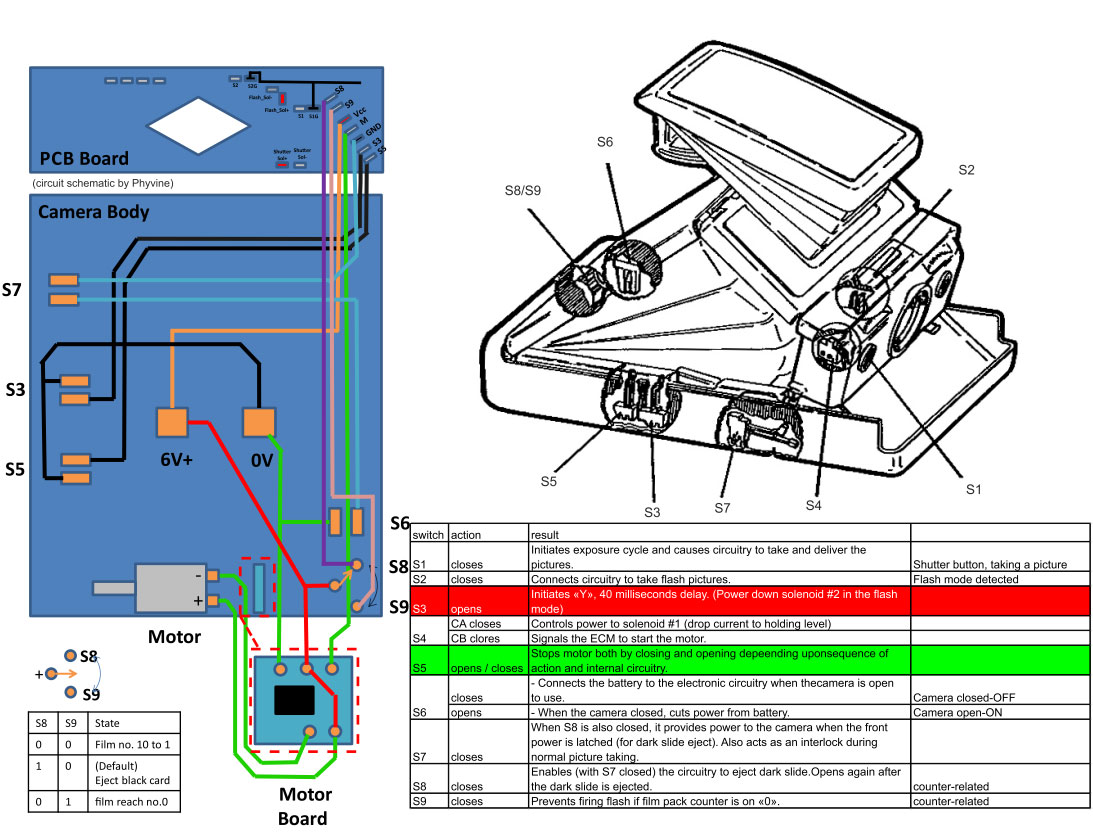 S2
S2G
Flash_Sol-
Flash_Sol+
S1
S1G
S8
S9
Vcc
M
GND
S3
S5
Shutter
Sol+
Shutter
Sol-
PCB Board
(circuit schematic by Phyvine)
Camera Body
S7
S3
S5
6V+
0V
S6
S8
S9
-
+
Motor
Motor
Board
+
S8
S9
S8 S9 State
0 0 Film no. 10 to 1
1 0 (Default)
Eject black card
0 1 film reach no.0
S6
S8/S9
S2
S5
S3
S7
S4
S1
switch action result
Initiates exposure cycle and causes circuitry to take and deliver the
S1 closes pictures. Shutter button, taking a picture
S2 closes Connects circuitry to take flash pictures. Flash mode detected
Initiates «Y», 40 milliseconds delay. (Power down solenoid #2 in the flash
S3 opens mode)
CA closes Controls power to solenoid #1 (drop current to holding level)
S4 CB clores Signals the ECM to start the motor.
Stops motor both by closing and opening depeending uponsequence of
S5 opens / closes action and internal circuitry.
- Connects the battery to the electronic circuitry when thecamera is open
closes to use. Camera closed-OFF
S6 opens - When the camera closed, cuts power from battery. Camera open-ON
When S8 is also closed, it provides power to the camera when the front
power is latched (for dark slide eject). Also acts as an interlock during
S7 closes normal picture taking.
Enables (with S7 closed) the circuitry to eject dark slide.Opens again after
S8 closes the dark slide is ejected. counter-related
S9 closes Prevents firing flash if film pack counter is on «0». counter-related